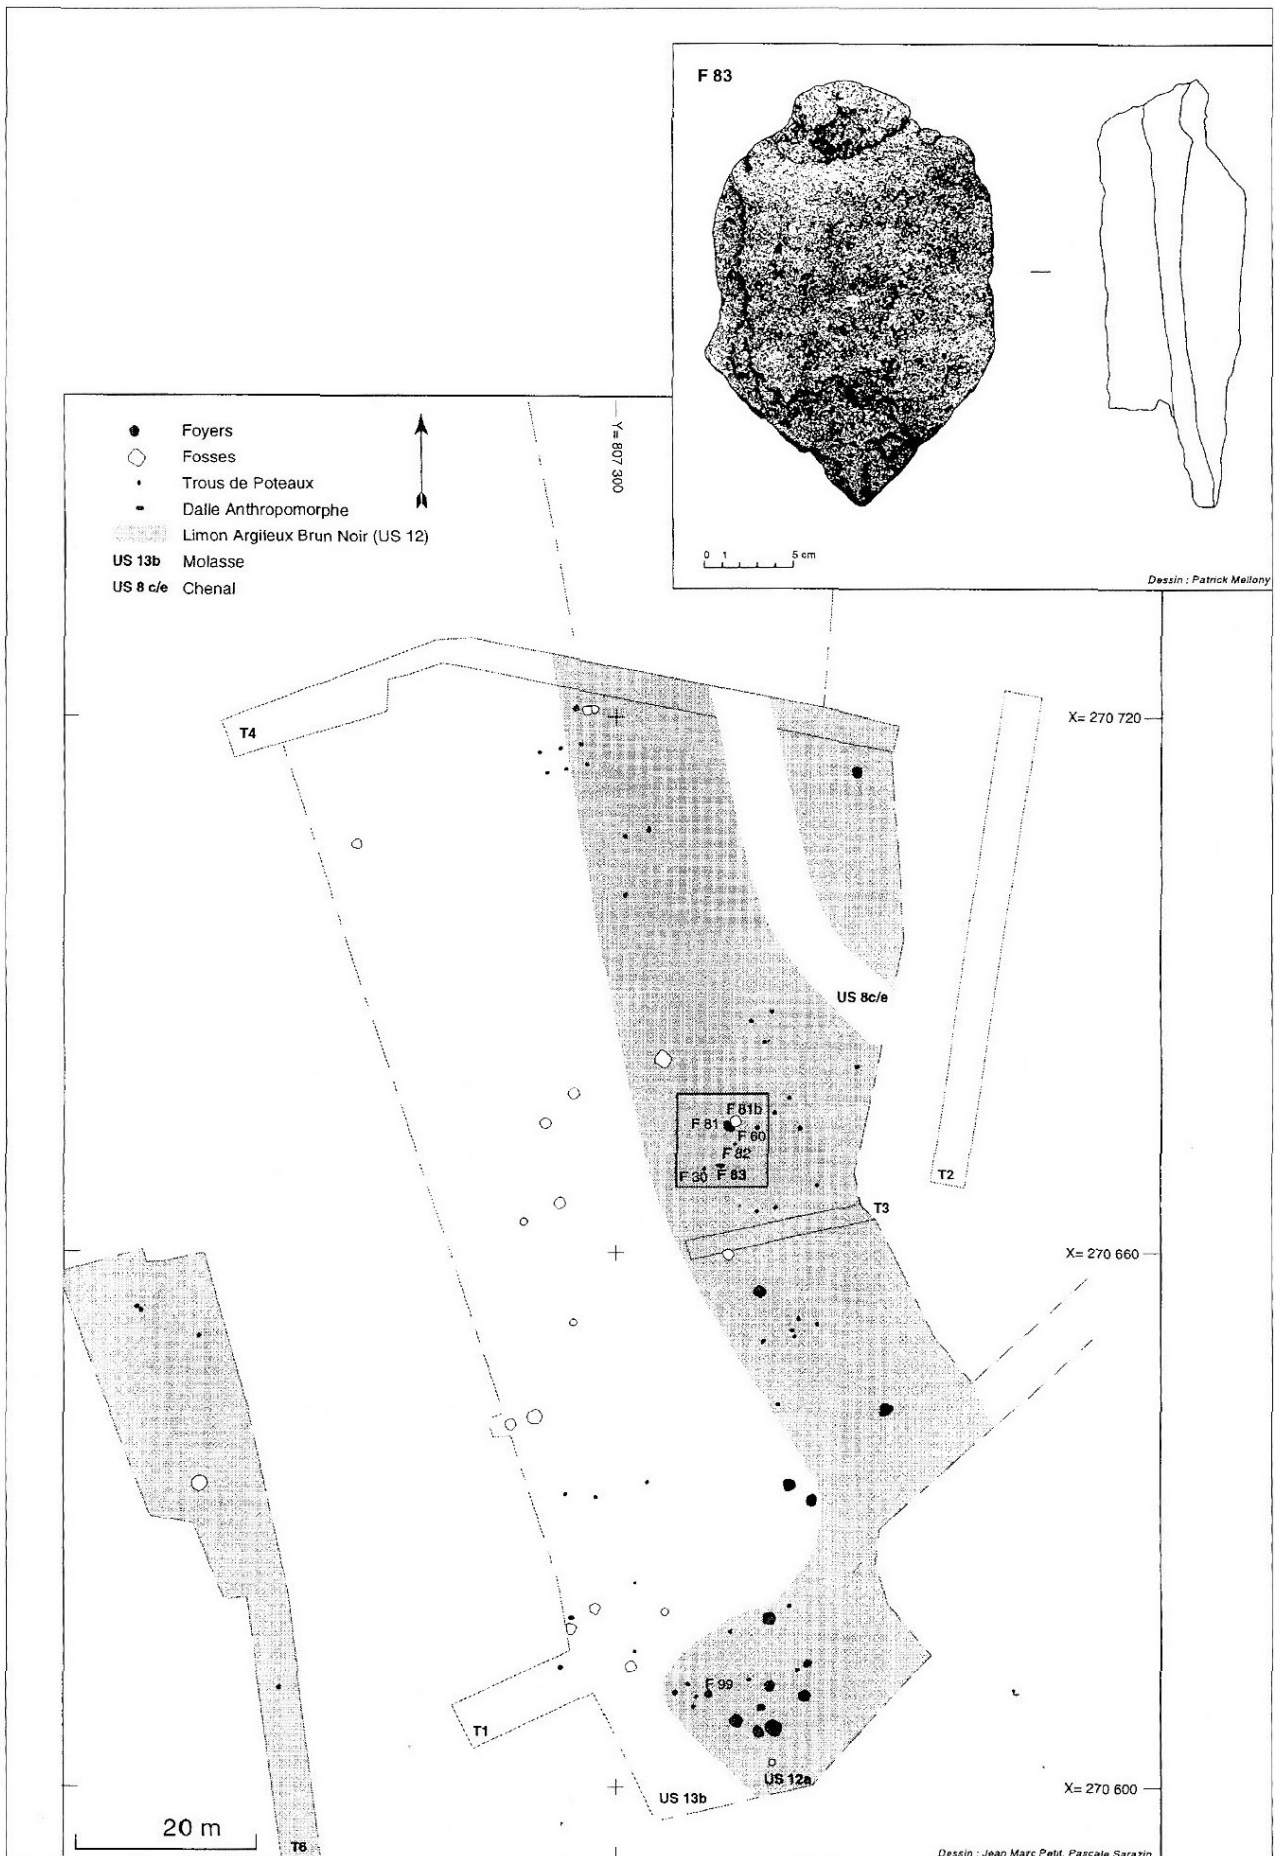 F 83
0 1 5 cm
Dessin : Patrick Mellony
Foyers
Fosses
Trous de Poteaux
Dalle Anthropomorphe
Limon Argileux Brun Noir (US 12)
US 13b Molasse
US 8 c/e Chenal
Y= 807 300
T4
X= 270 720
US 8c/e
F 81b
F 81
F 60
F 82
F 30 F 83
T2
T3
X= 270 660
F 99
T1
US 12a
US 13b
X= 270 600
20 m
T6
Dessin : Jean Marc Petit, Pascale Sarazin